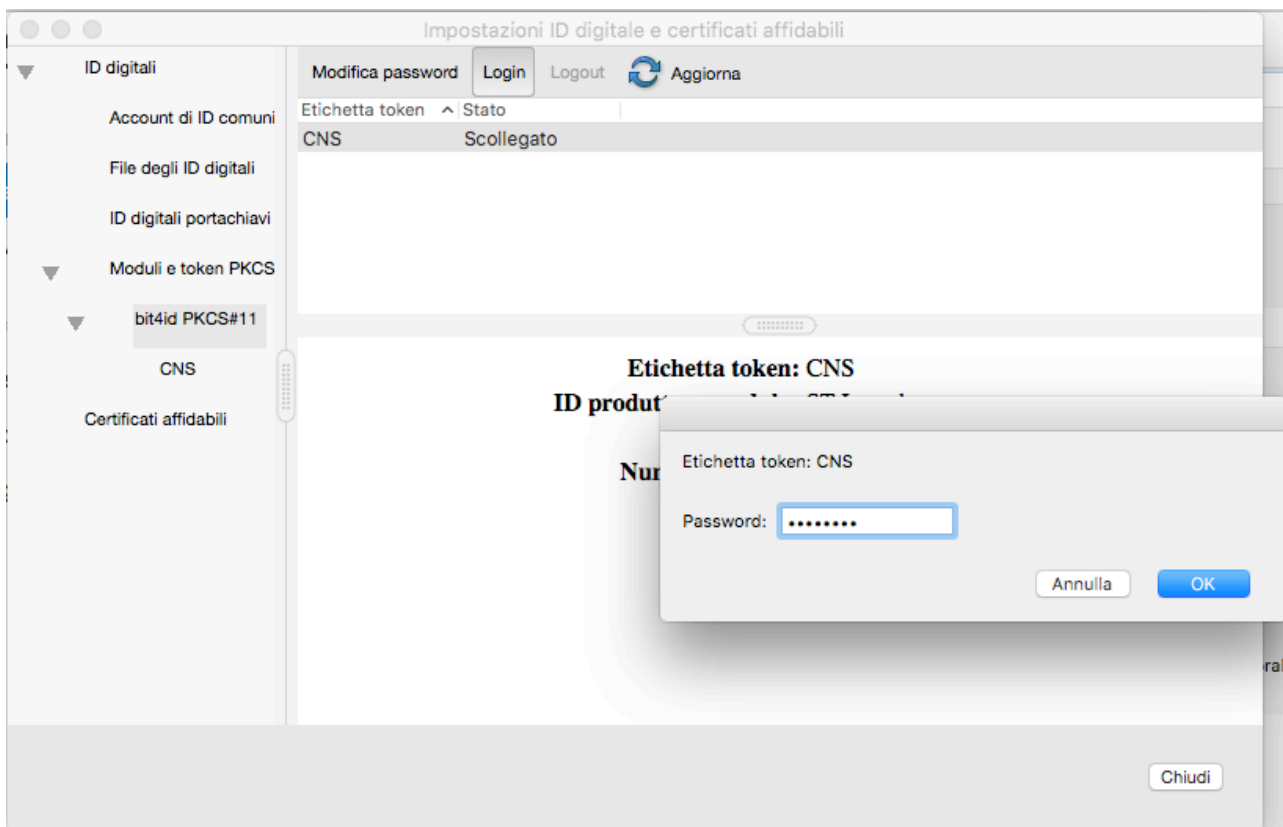 Impostazioni ID digitale e certificati affidabili
ID digitali
Account di ID comuni
File degli ID digitali
ID digitali portachiavi
Moduli e token PKCS
bit4id PKCS#11
CNS
Certificati affidabili
Modifica password Login Logout Aggiorna
Etichetta token Stato
CNS Scollegato
Etichetta token: CNS
ID
Etichetta token: CNS
Password: ••••••••
Annulla OK
Chiudi